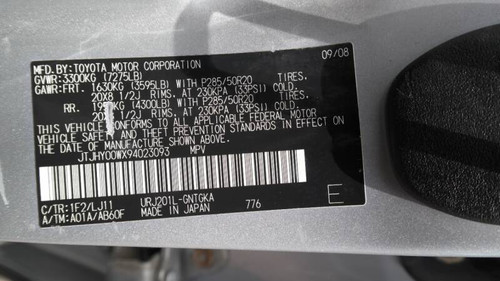 MFD.BY:TOYOTA MOTOR CORPORATION 09/08
GVWR:3300KG (7275LB)
GAWR:FRT. 1630KG (3595LB) WITH P285/50R20 TIRES.
20X8 1/2J RIMS. AT 230KPA (33PSI) COLD.
RR. (4300LB) WITH P285/50R20 TIRES.
1/2J RIMS. AT 230KPA (33PSI) COLD.
THIS VEHICLE CONFORMS TO ALL APPLICABLE FEDERAL MOTOR
VEHICLE SAFETY AND THEFT PREVENTION STANDARDS IN EFFECT ON
THE DATE OF MANUFACTURE SHOWN ABOVE.
JTJHY00WX94023093 MPV
C/TR:1F2/LJ11 URJ201L-GNTGKA
A/TM:A01A/AB60F MADE IN JAPAN 776 E